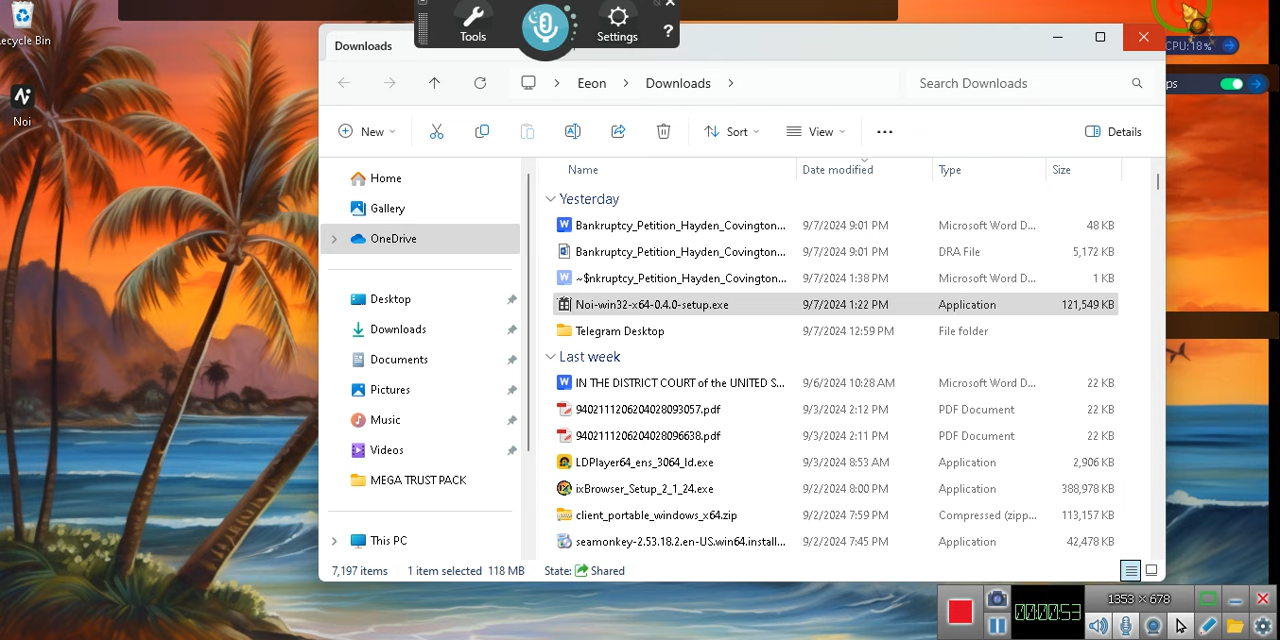 Recycle Bin
Noi
Tools
Settings
?
CPU:18%
ps
Downloads
Eeon
Downloads
Search Downloads
New
Sort
View
Details
Home
Gallery
OneDrive
Desktop
Downloads
Documents
Pictures
Music
Videos
MEGA TRUST PACK
This PC
Name Date modified Type Size
Yesterday
Bankruptcy_Petition_Hayden_Covington... 9/7/2024 9:01 PM Microsoft Word D... 48 KB
Bankruptcy_Petition_Hayden_Covington... 9/7/2024 9:01 PM DRA File 5,172 KB
~$nkruptcy_Petition_Hayden_Covington... 9/7/2024 1:38 PM Microsoft Word D... 1 KB
Noi-win32-x64-0.4.0-setup.exe 9/7/2024 1:22 PM Application 121,549 KB
Telegram Desktop 9/7/2024 12:59 PM File folder
Last week
IN THE DISTRICT COURT of the UNITED S... 9/6/2024 10:28 AM Microsoft Word D... 22 KB
9402111206204028093057.pdf 9/3/2024 2:12 PM PDF Document 22 KB
9402111206204028096638.pdf 9/3/2024 2:11 PM PDF Document 22 KB
LDPlayer64_ens_3064_ld.exe 9/3/2024 8:53 AM Application 2,906 KB
ixBrowser_Setup_2_1_24.exe 9/2/2024 8:00 PM Application 388,978 KB
client_portable_windows_x64.zip 9/2/2024 7:59 PM Compressed (zipp... 113,157 KB
seamonkey-2.53.18.2.en-US.win64.install... 9/2/2024 7:45 PM Application 42,478 KB
7,197 items 1 item selected 118 MB State: Shared
00:00:53
1353 × 678